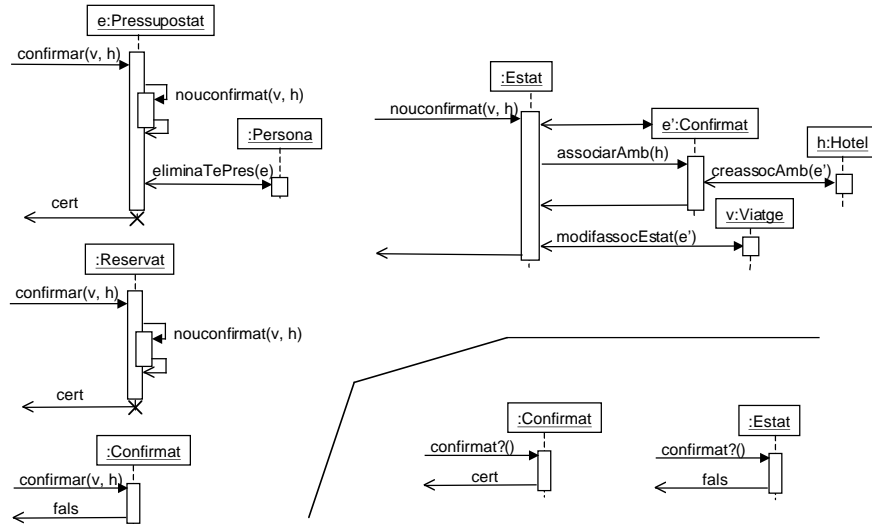 e:Pressupostat
confirmar(v, h)
nouconfirmat(v, h)
:Persona
eliminaTePres(e)
cert
:Estat
nouconfirmat(v, h)
e':Confirmat
associarAmb(h)
h:Hotel
creassocAmb(e')
v:Viatge
modifassocEstat(e')
:Reservat
confirmar(v, h)
nouconfirmat(v, h)
cert
:Confirmat
confirmar(v, h)
fals
:Confirmat
confirmat?()
cert
:Estat
confirmat?()
fals